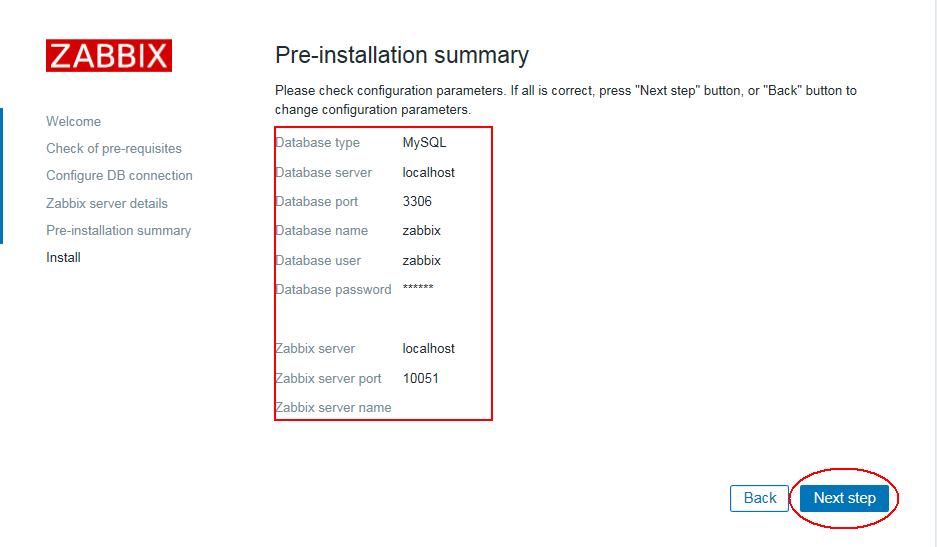 ZABBIX
Welcome
Check of pre-requisites
Configure DB connection
Zabbix server details
Pre-installation summary
Install
Pre-installation summary
Please check configuration parameters. If all is correct, press "Next step" button, or "Back" button to
change configuration parameters.
Database type MySQL
Database server localhost
Database port 3306
Database name zabbix
Database user zabbix
Database password ******
Zabbix server localhost
Zabbix server port 10051
Zabbix server name
Back Next step